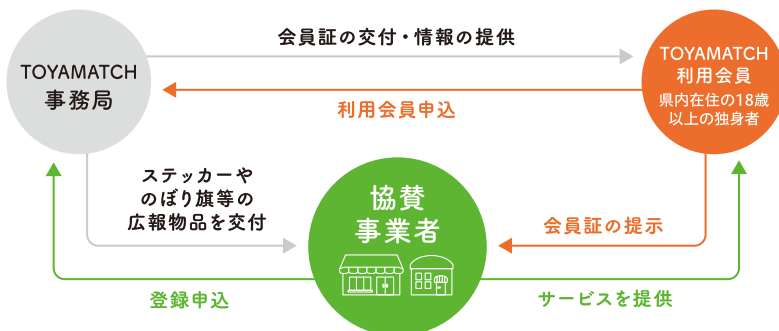 会員証の交付・情報の提供
TOYAMATCH
事務局
TOYAMATCH
利用会員
県内在住の18歳
以上の独身者
利用会員申込
ステッカーや
のぼり旗等の
広報物品を交付
協賛
事業者
会員証の提示
登録申込
サービスを提供